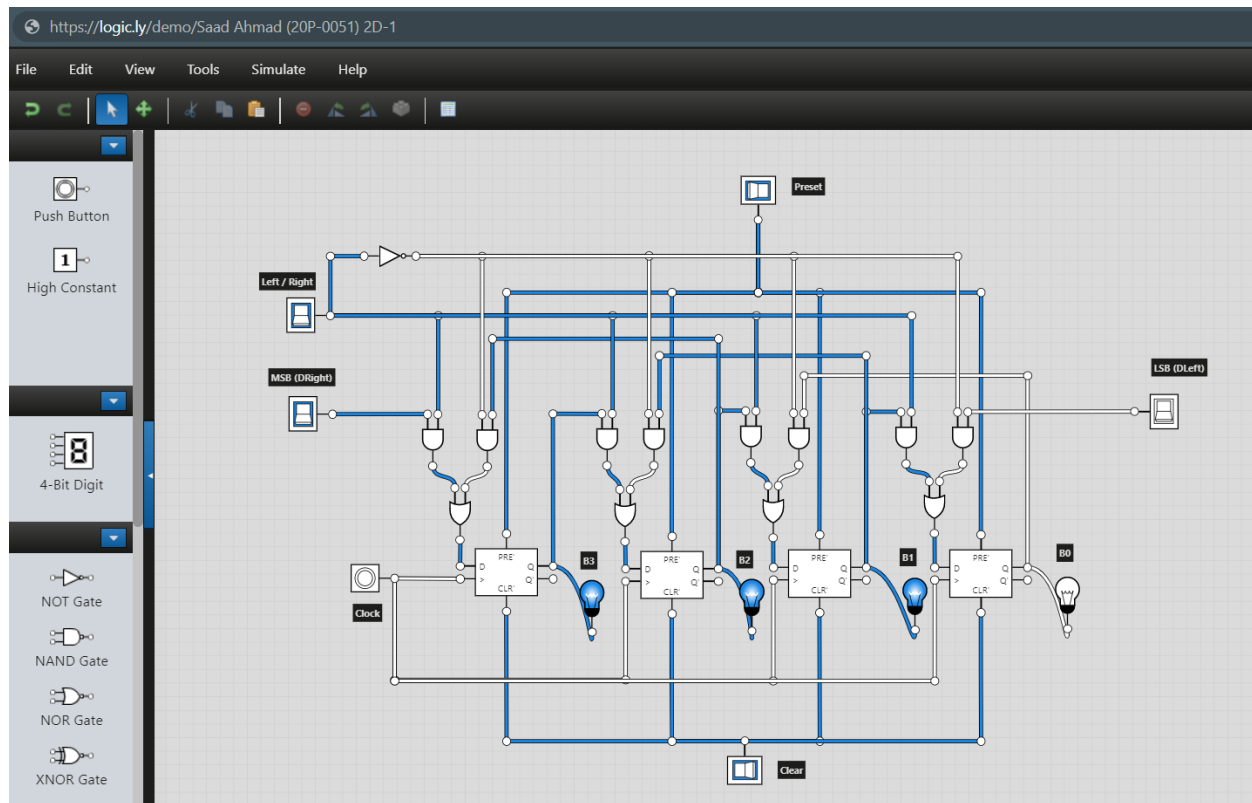 https://logic.ly/demo/Saad Ahmad (20P-0051) 2D-1
File Edit View Tools Simulate Help
Push Button
1
High Constant
8
4-Bit Digit
NOT Gate
NAND Gate
NOR Gate
XNOR Gate
Preset
Left / Right
MSB (DRight)
LSB (DLeft)
B3
B2
B1
B0
PRE'
D Q
> Q'
CLR'
PRE'
D Q
> Q'
CLR'
PRE'
D Q
> Q'
CLR'
PRE'
D Q
> Q'
CLR'
Clock
Clear